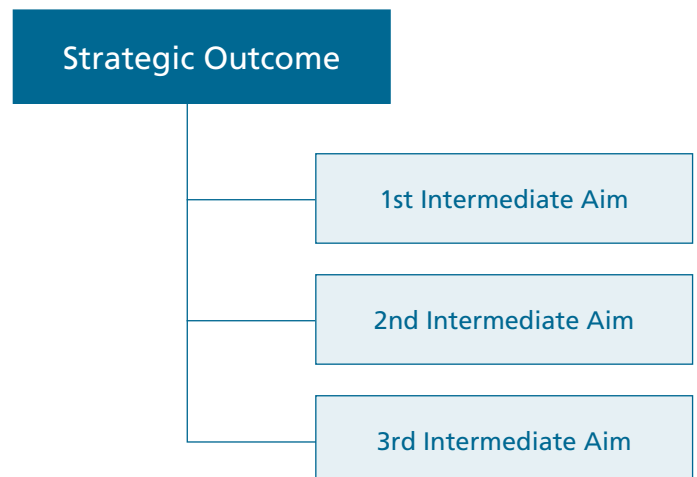 Strategic Outcome
1st Intermediate Aim
2nd Intermediate Aim
3rd Intermediate Aim